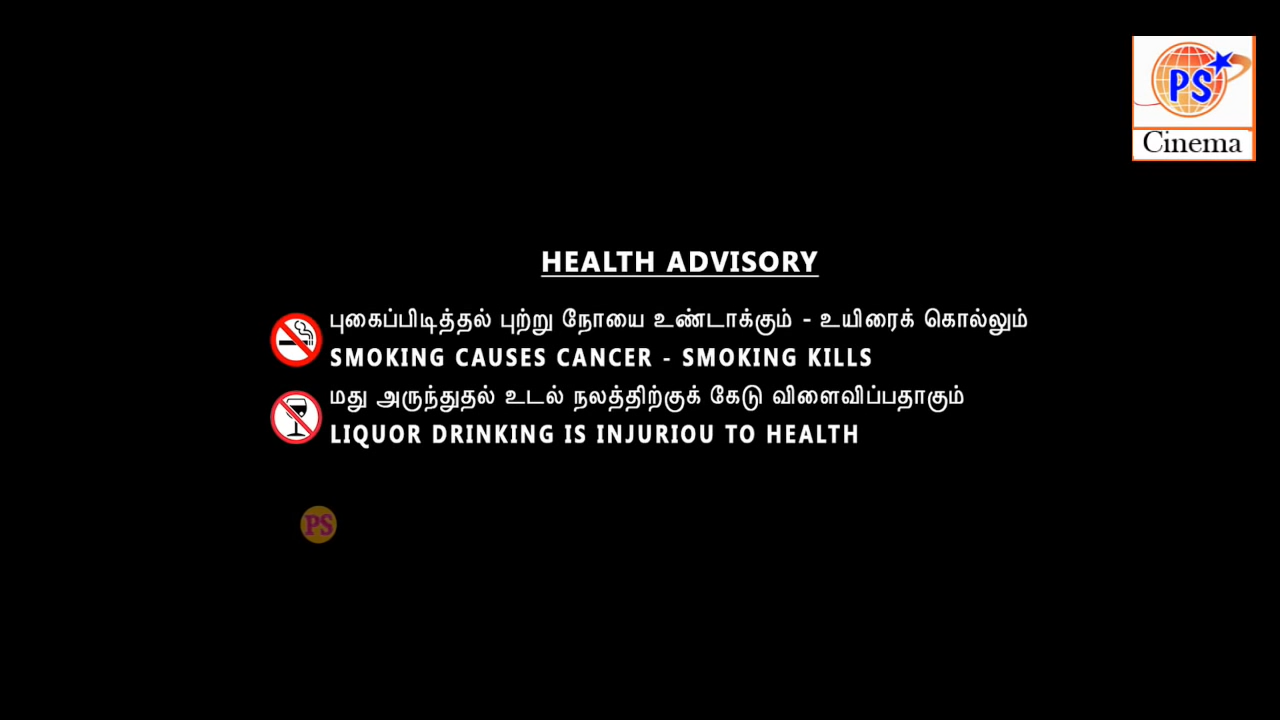 PS
Cinema
HEALTH ADVISORY
புகைப்பிடித்தல் புற்று நோயை உண்டாக்கும் - உயிரைக் கொல்லும்
SMOKING CAUSES CANCER - SMOKING KILLS
மது அருந்துதல் உடல் நலத்திற்குக் கேடு விளைவிப்பதாகும்
LIQUOR DRINKING IS INJURIOU TO HEALTH
PS